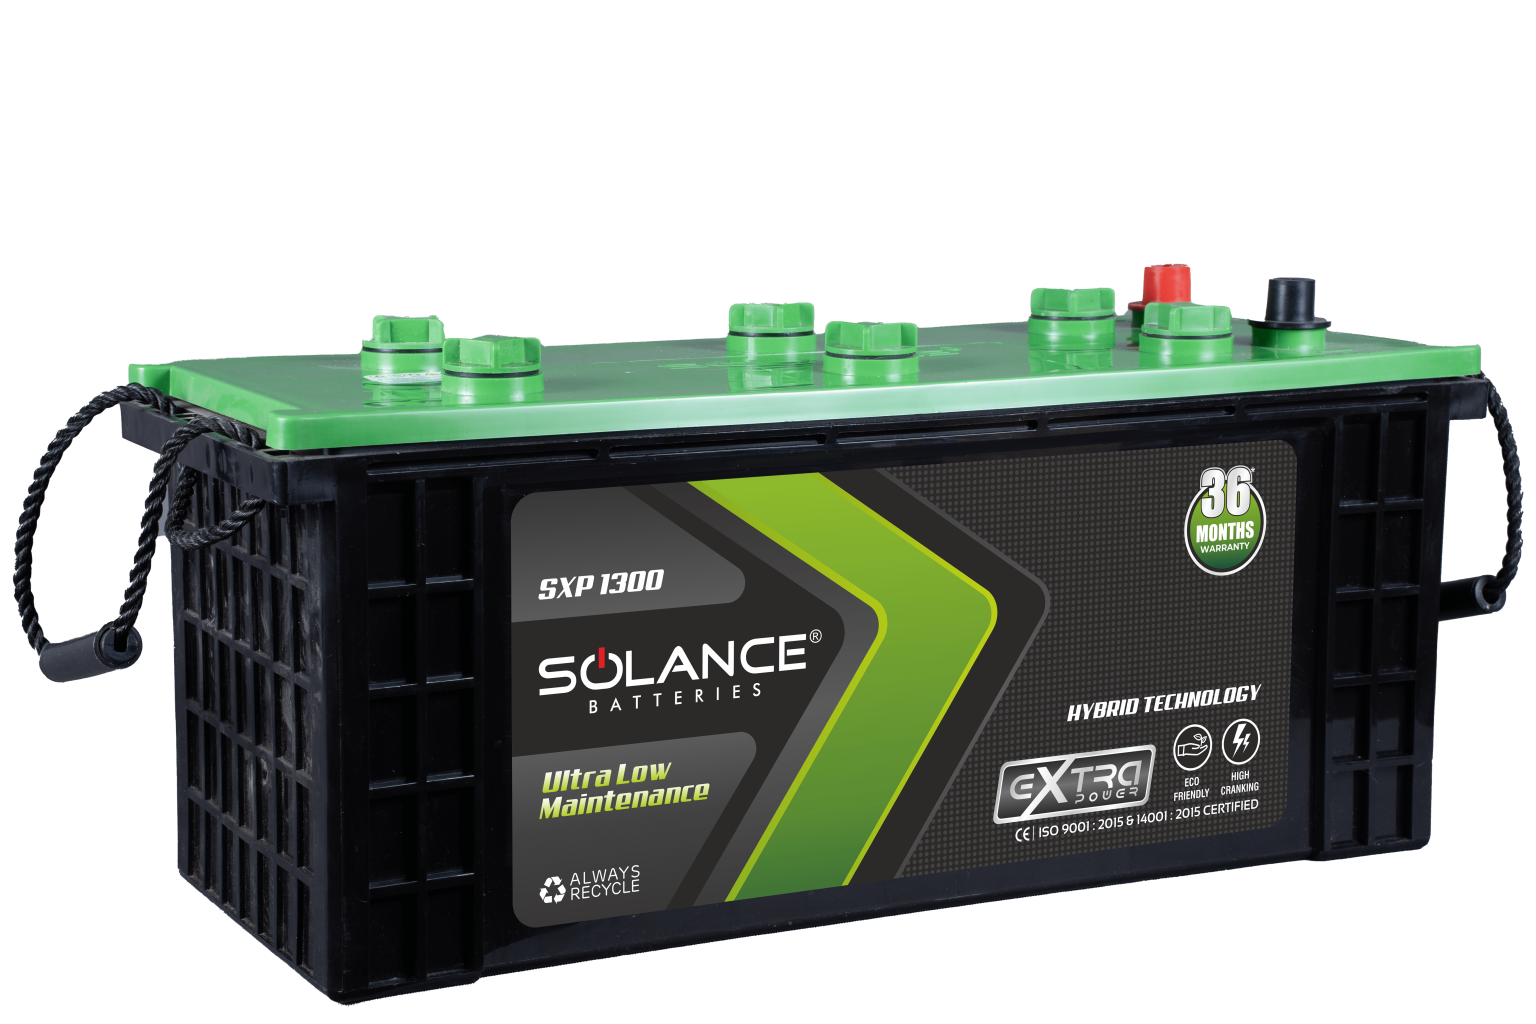 36*
MONTHS
WARRANTY
SXP 1300
SOLANCE®
BATTERIES
Ultra Low
Maintenance
ALWAYS
RECYCLE
HYBRID TECHNOLOGY
EXTRA
POWER
ECO
FRIENDLY
HIGH
CRANKING
CE | ISO 9001 : 2015 & 14001 : 2015 CERTIFIED